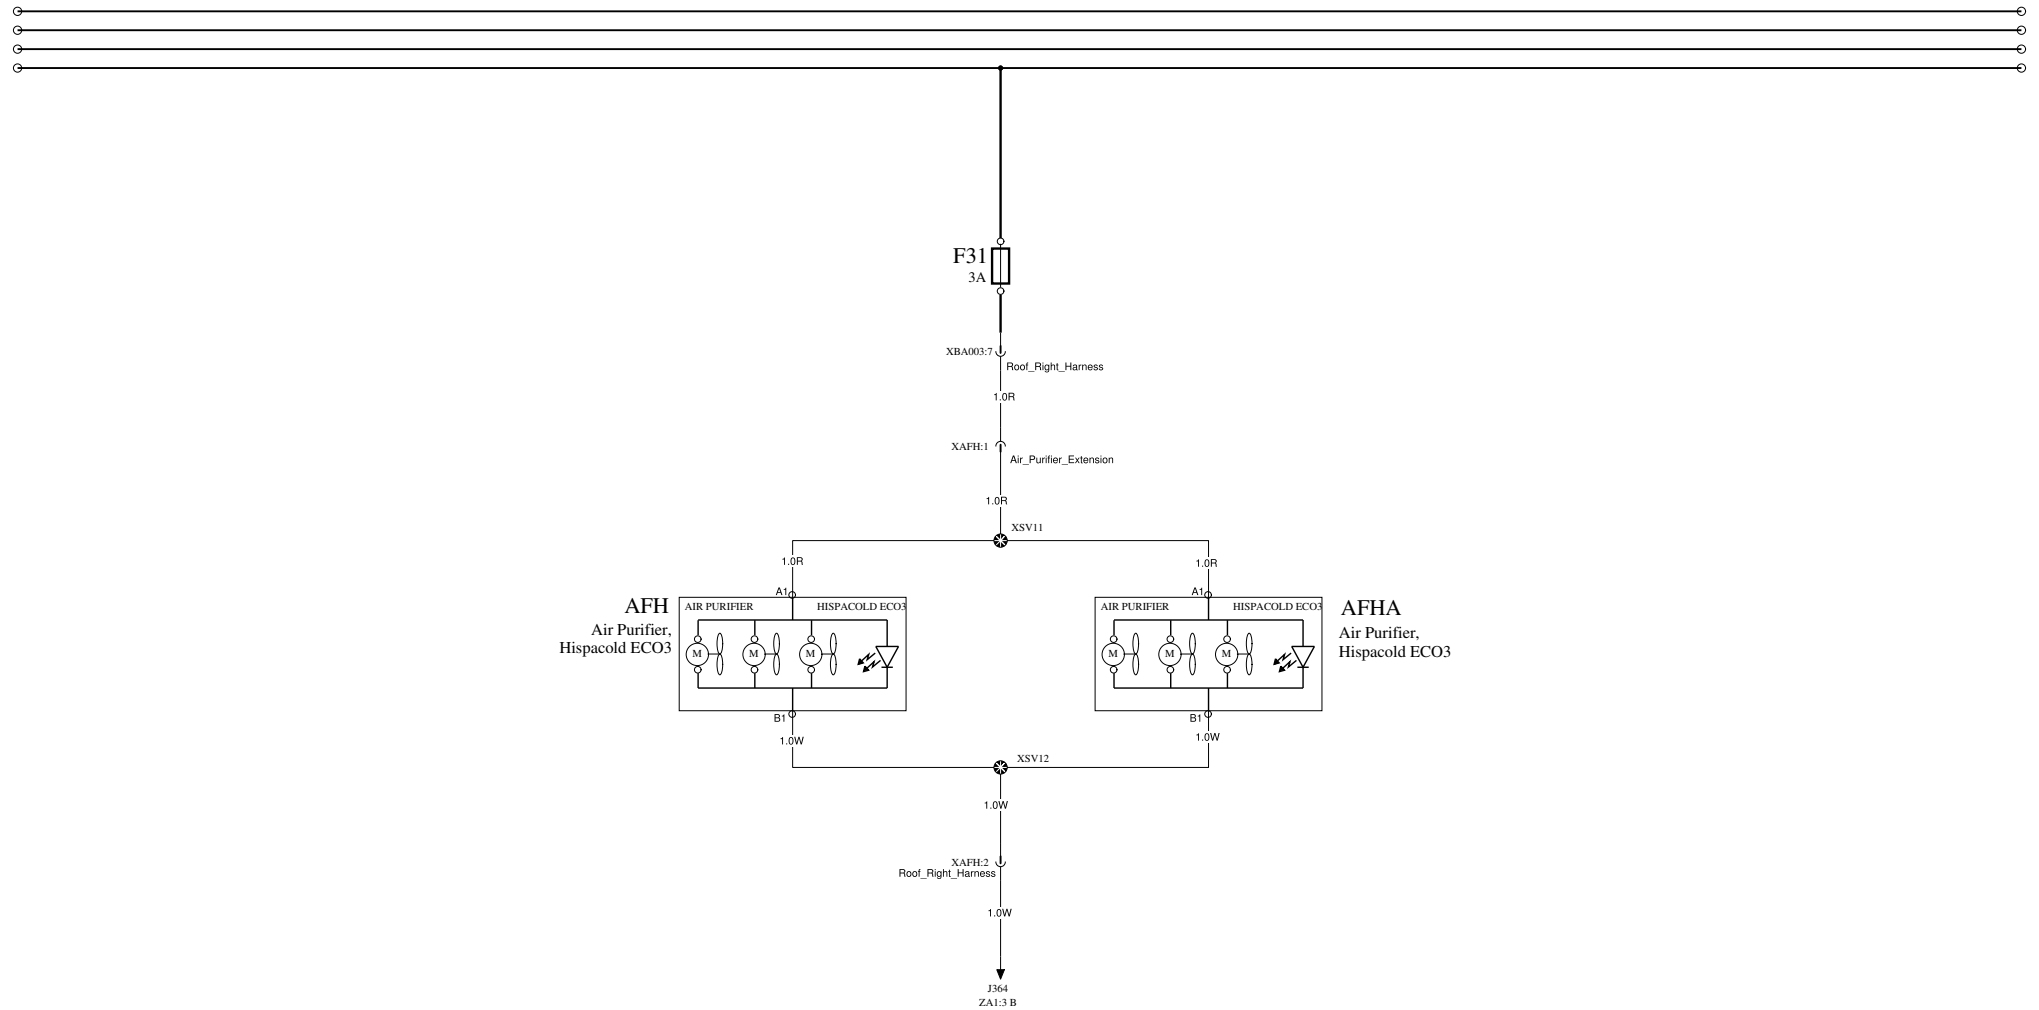 F31
3A
XBA003:7
Roof_Right_Harness
1.0R
XAFH:1
Air_Purifier_Extension
1.0R
XSV11
1.0R
1.0R
A1
A1
AFH
AIR PURIFIER
HISPACOLD ECO3
Air Purifier,
Hispacold ECO3
M
M
M
AIR PURIFIER
HISPACOLD ECO3
AFHA
Air Purifier,
Hispacold ECO3
M
M
M
B1
B1
1.0W
1.0W
XSV12
1.0W
XAFH:2
Roof_Right_Harness
1.0W
J364
ZA1:3 B